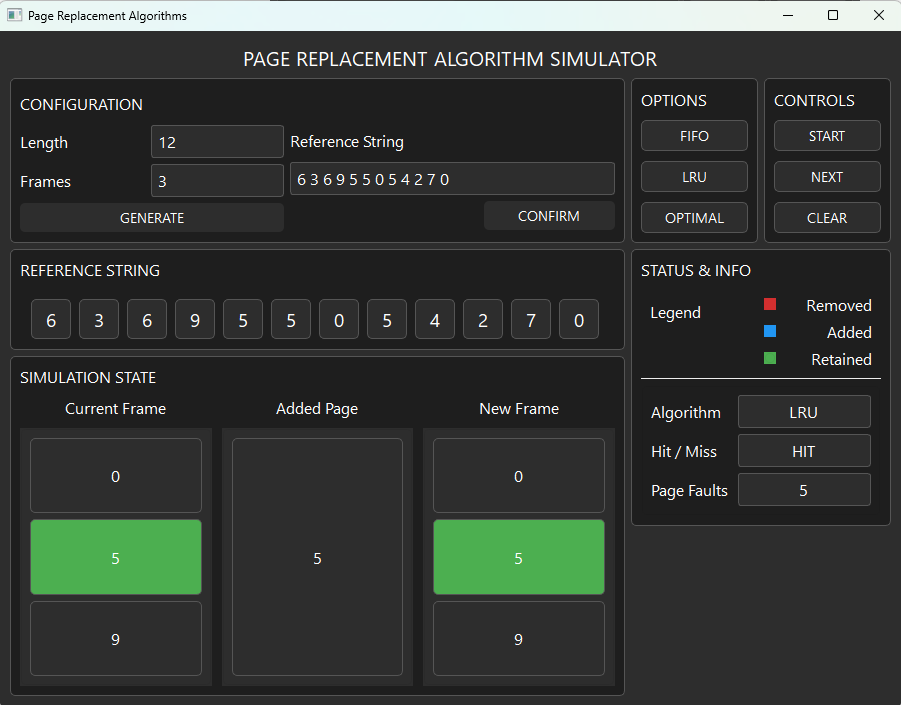 Page Replacement Algorithms
PAGE REPLACEMENT ALGORITHM SIMULATOR
CONFIGURATION
Length
12
Reference String
Frames
3
6 3 6 9 5 5 0 5 4 2 7 0
GENERATE
CONFIRM
OPTIONS
FIFO
LRU
OPTIMAL
CONTROLS
START
NEXT
CLEAR
REFERENCE STRING
6 3 6 9 5 5 0 5 4 2 7 0
SIMULATION STATE
Current Frame
0
5
9
Added Page
5
New Frame
0
5
9
STATUS & INFO
Legend
Removed
Added
Retained
Algorithm
LRU
Hit / Miss
HIT
Page Faults
5